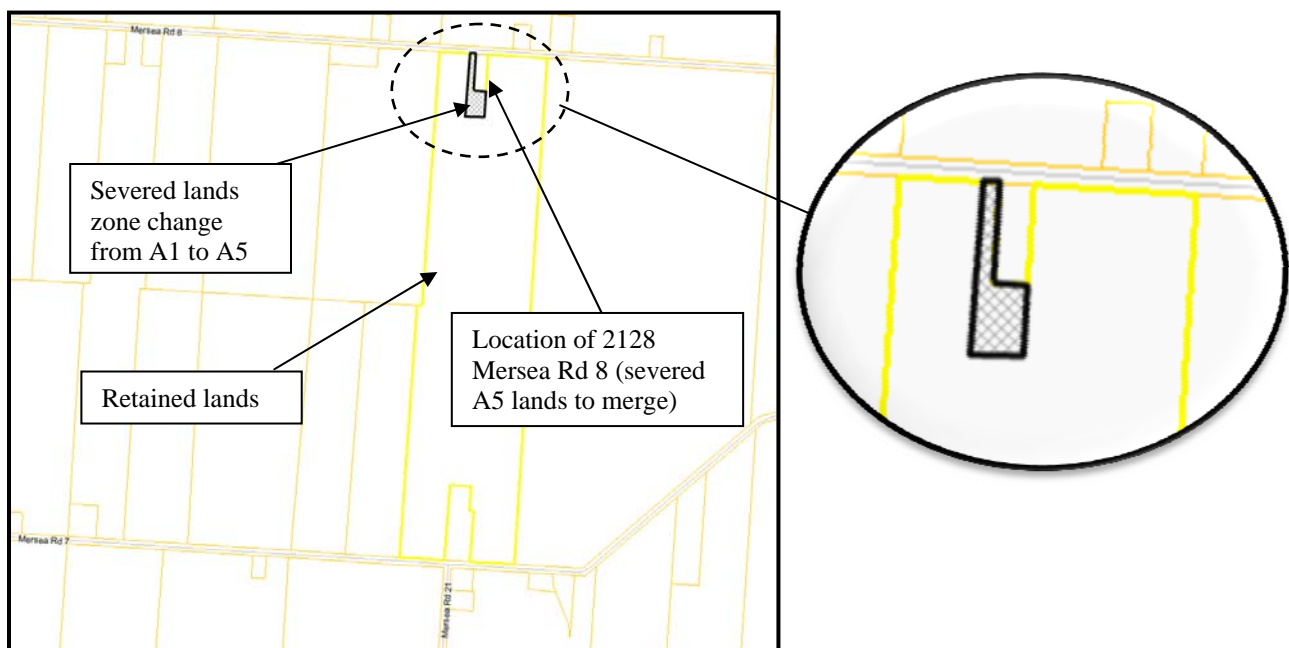 Mersea Rd 8
Severed lands
zone change
from A1 to A5
Location of 2128
Mersea Rd 8 (severed
A5 lands to merge)
Retained lands
Mersea Rd 7
Mersea Rd 21